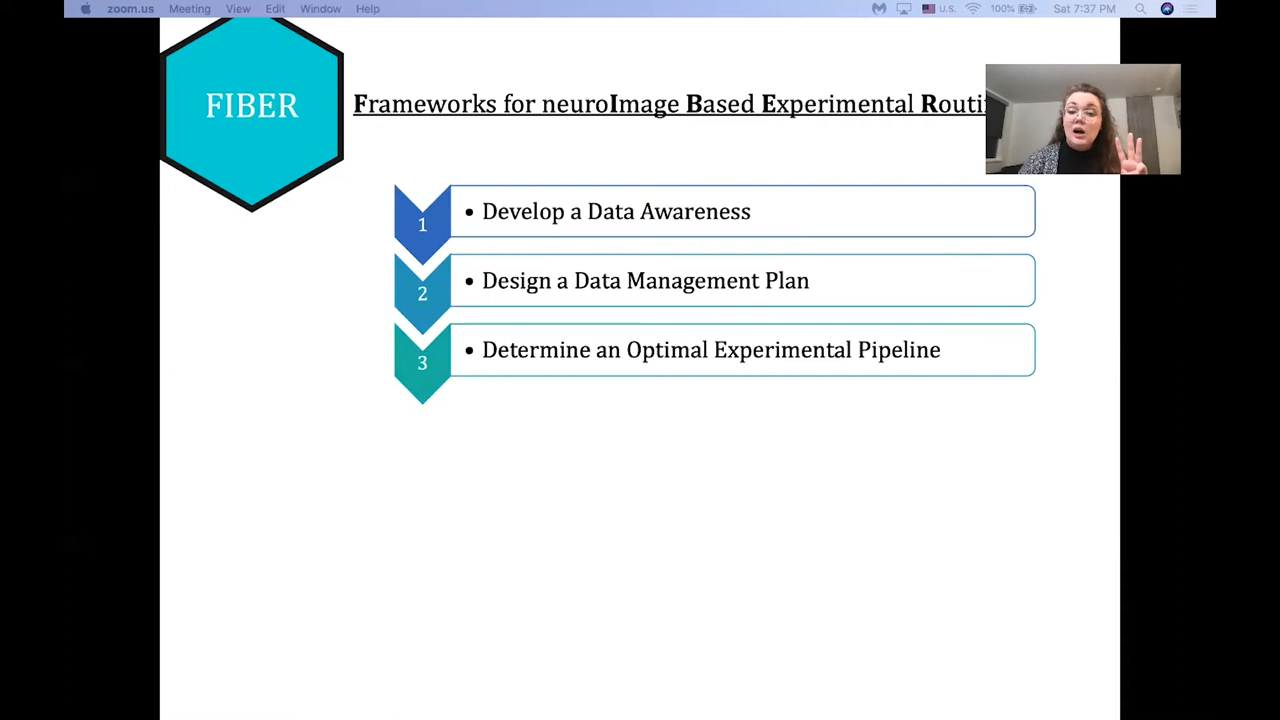 zoom.us Meeting View Edit Window Help U.S. 100% Sat 7:37 PM
FIBER
Frameworks for neuroImage Based Experimental
1 • Develop a Data Awareness
2 • Design a Data Management Plan
3 • Determine an Optimal Experimental Pipeline